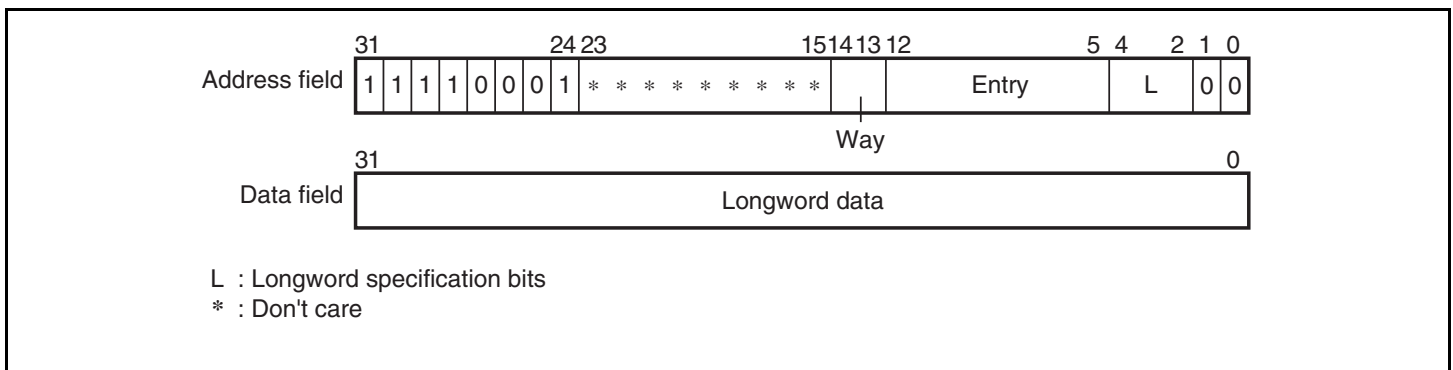 31 24 23 15 14 13 12 5 4 2 1 0
Address field 1 1 1 1 0 0 0 1 * * * * * * * * * Entry L 0 0
Way
31 0
Data field Longword data
L : Longword specification bits
* : Don't care